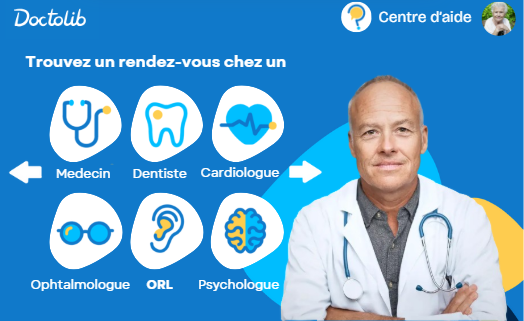 Doctolib
Centre d'aide
Trouvez un rendez-vous chez un
Medecin
Dentiste
Cardiologue
Ophtalmologue
ORL
Psychologue